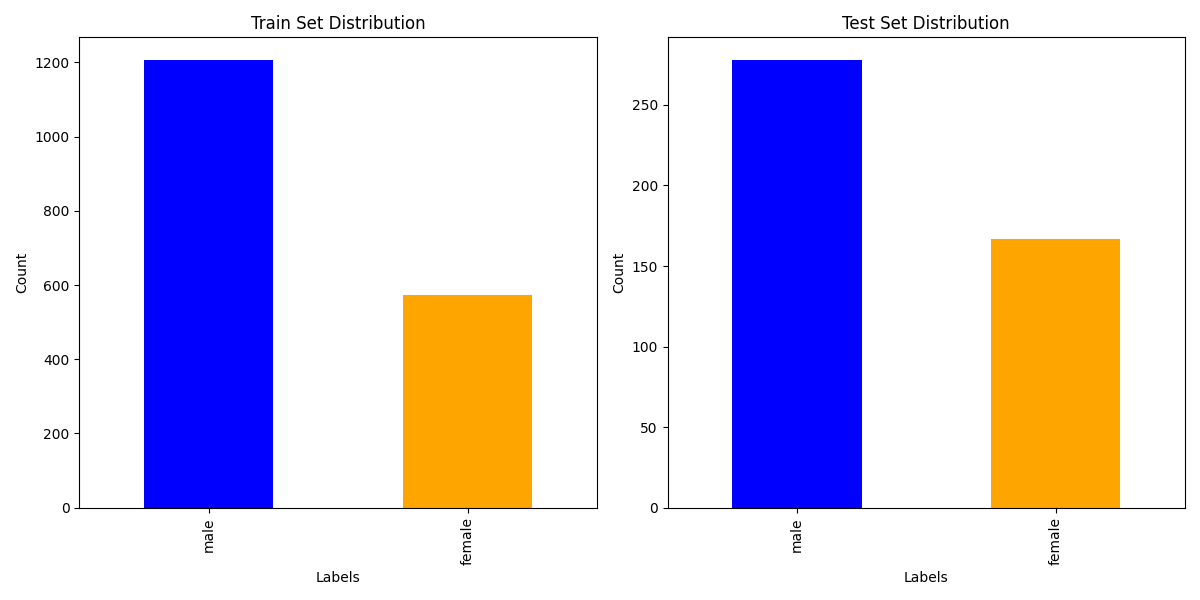 Train Set Distribution
1200
1000
800
600
400
200
0
Count
male
female
Labels
Test Set Distribution
250
200
150
100
50
0
Count
male
female
Labels